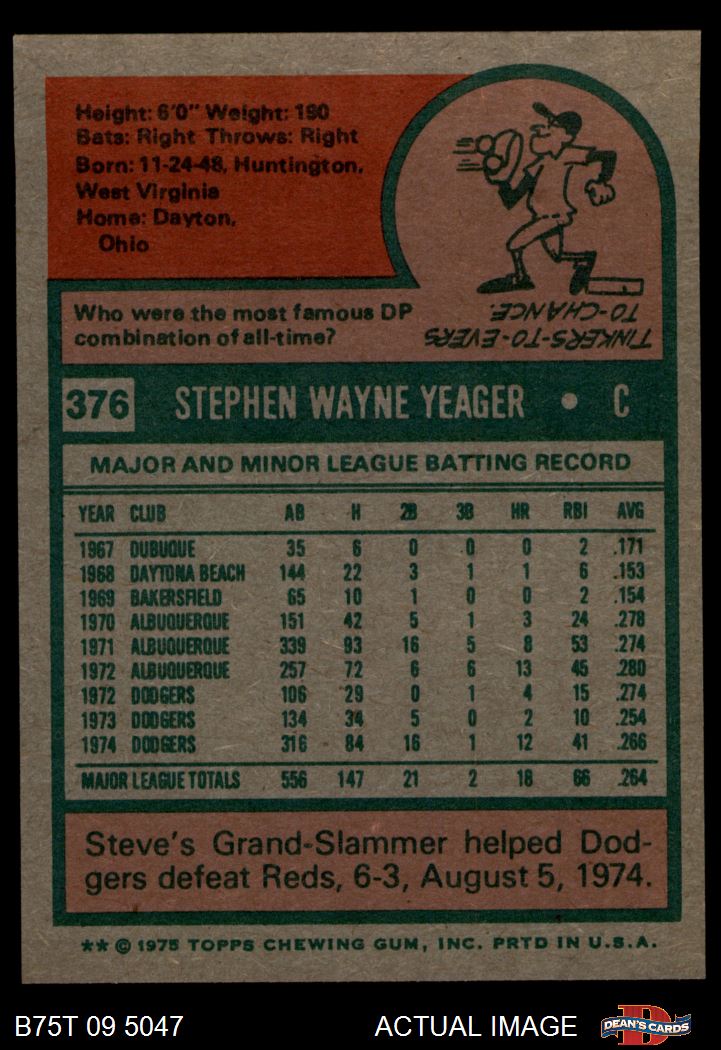 Height: 6'0" Weight: 190
Bats: Right Throws: Right
Born: 11-24-48, Huntington,
West Virginia
Home: Dayton,
Ohio
Who were the most famous DP
combination of all-time?
TINKERS-TO-EVERS
TO-CHANCE.
376 STEPHEN WAYNE YEAGER • C
MAJOR AND MINOR LEAGUE BATTING RECORD
YEAR CLUB AB H 2B 3B HR RBI AVG
1967 DUBUQUE 35 6 0 0 0 2 .171
1968 DAYTONA BEACH 144 22 3 1 1 6 .153
1969 BAKERSFIELD 65 10 1 0 0 2 .154
1970 ALBUQUERQUE 151 42 5 1 3 24 .278
1971 ALBUQUERQUE 339 93 16 5 8 53 .274
1972 ALBUQUERQUE 257 72 6 6 13 45 .280
1972 DODGERS 106 29 0 1 4 15 .274
1973 DODGERS 134 34 5 0 2 10 .254
1974 DODGERS 316 84 16 1 12 41 .266
MAJOR LEAGUE TOTALS 556 147 21 2 18 66 .264
Steve's Grand-Slammer helped Dod-
gers defeat Reds, 6-3, August 5, 1974.
** © 1975 TOPPS CHEWING GUM, INC. PRTD IN U.S.A.
B75T 09 5047 ACTUAL IMAGE DEAN'S CARDS